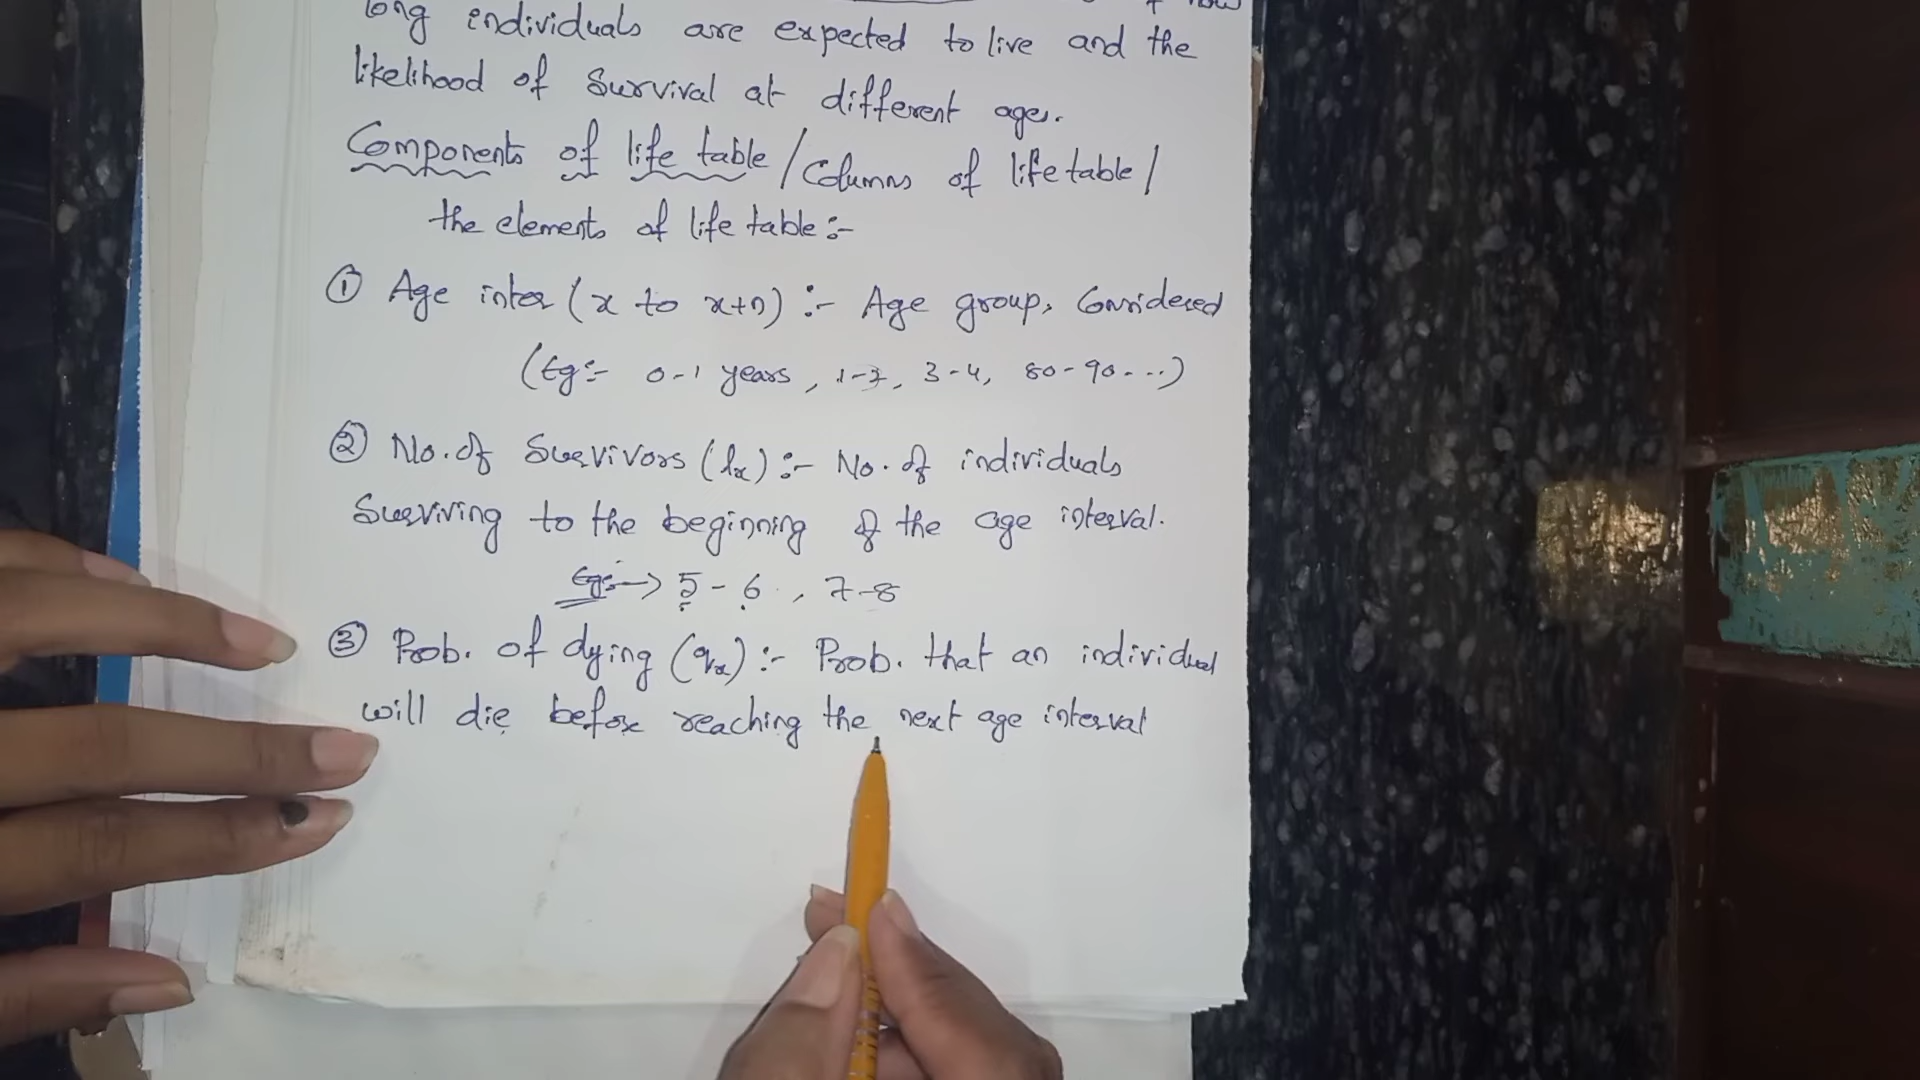 long individuals are expected to live and the
likelihood of Survival at different ages.
Components of life table / Columns of life table /
the elements of life table :-
① Age inter (x to x+n) :- Age groups Considered
(Eg:- 0-1 years, 1-2, 3-4, 80-90---)
② No. of Survivors (lx) :- No. of individuals
Surviving to the beginning of the age interval.
Eg:-> 5-6, 7-8
③ Prob. of dying (qx) :- Prob. that an individual
will die before reaching the next age interval